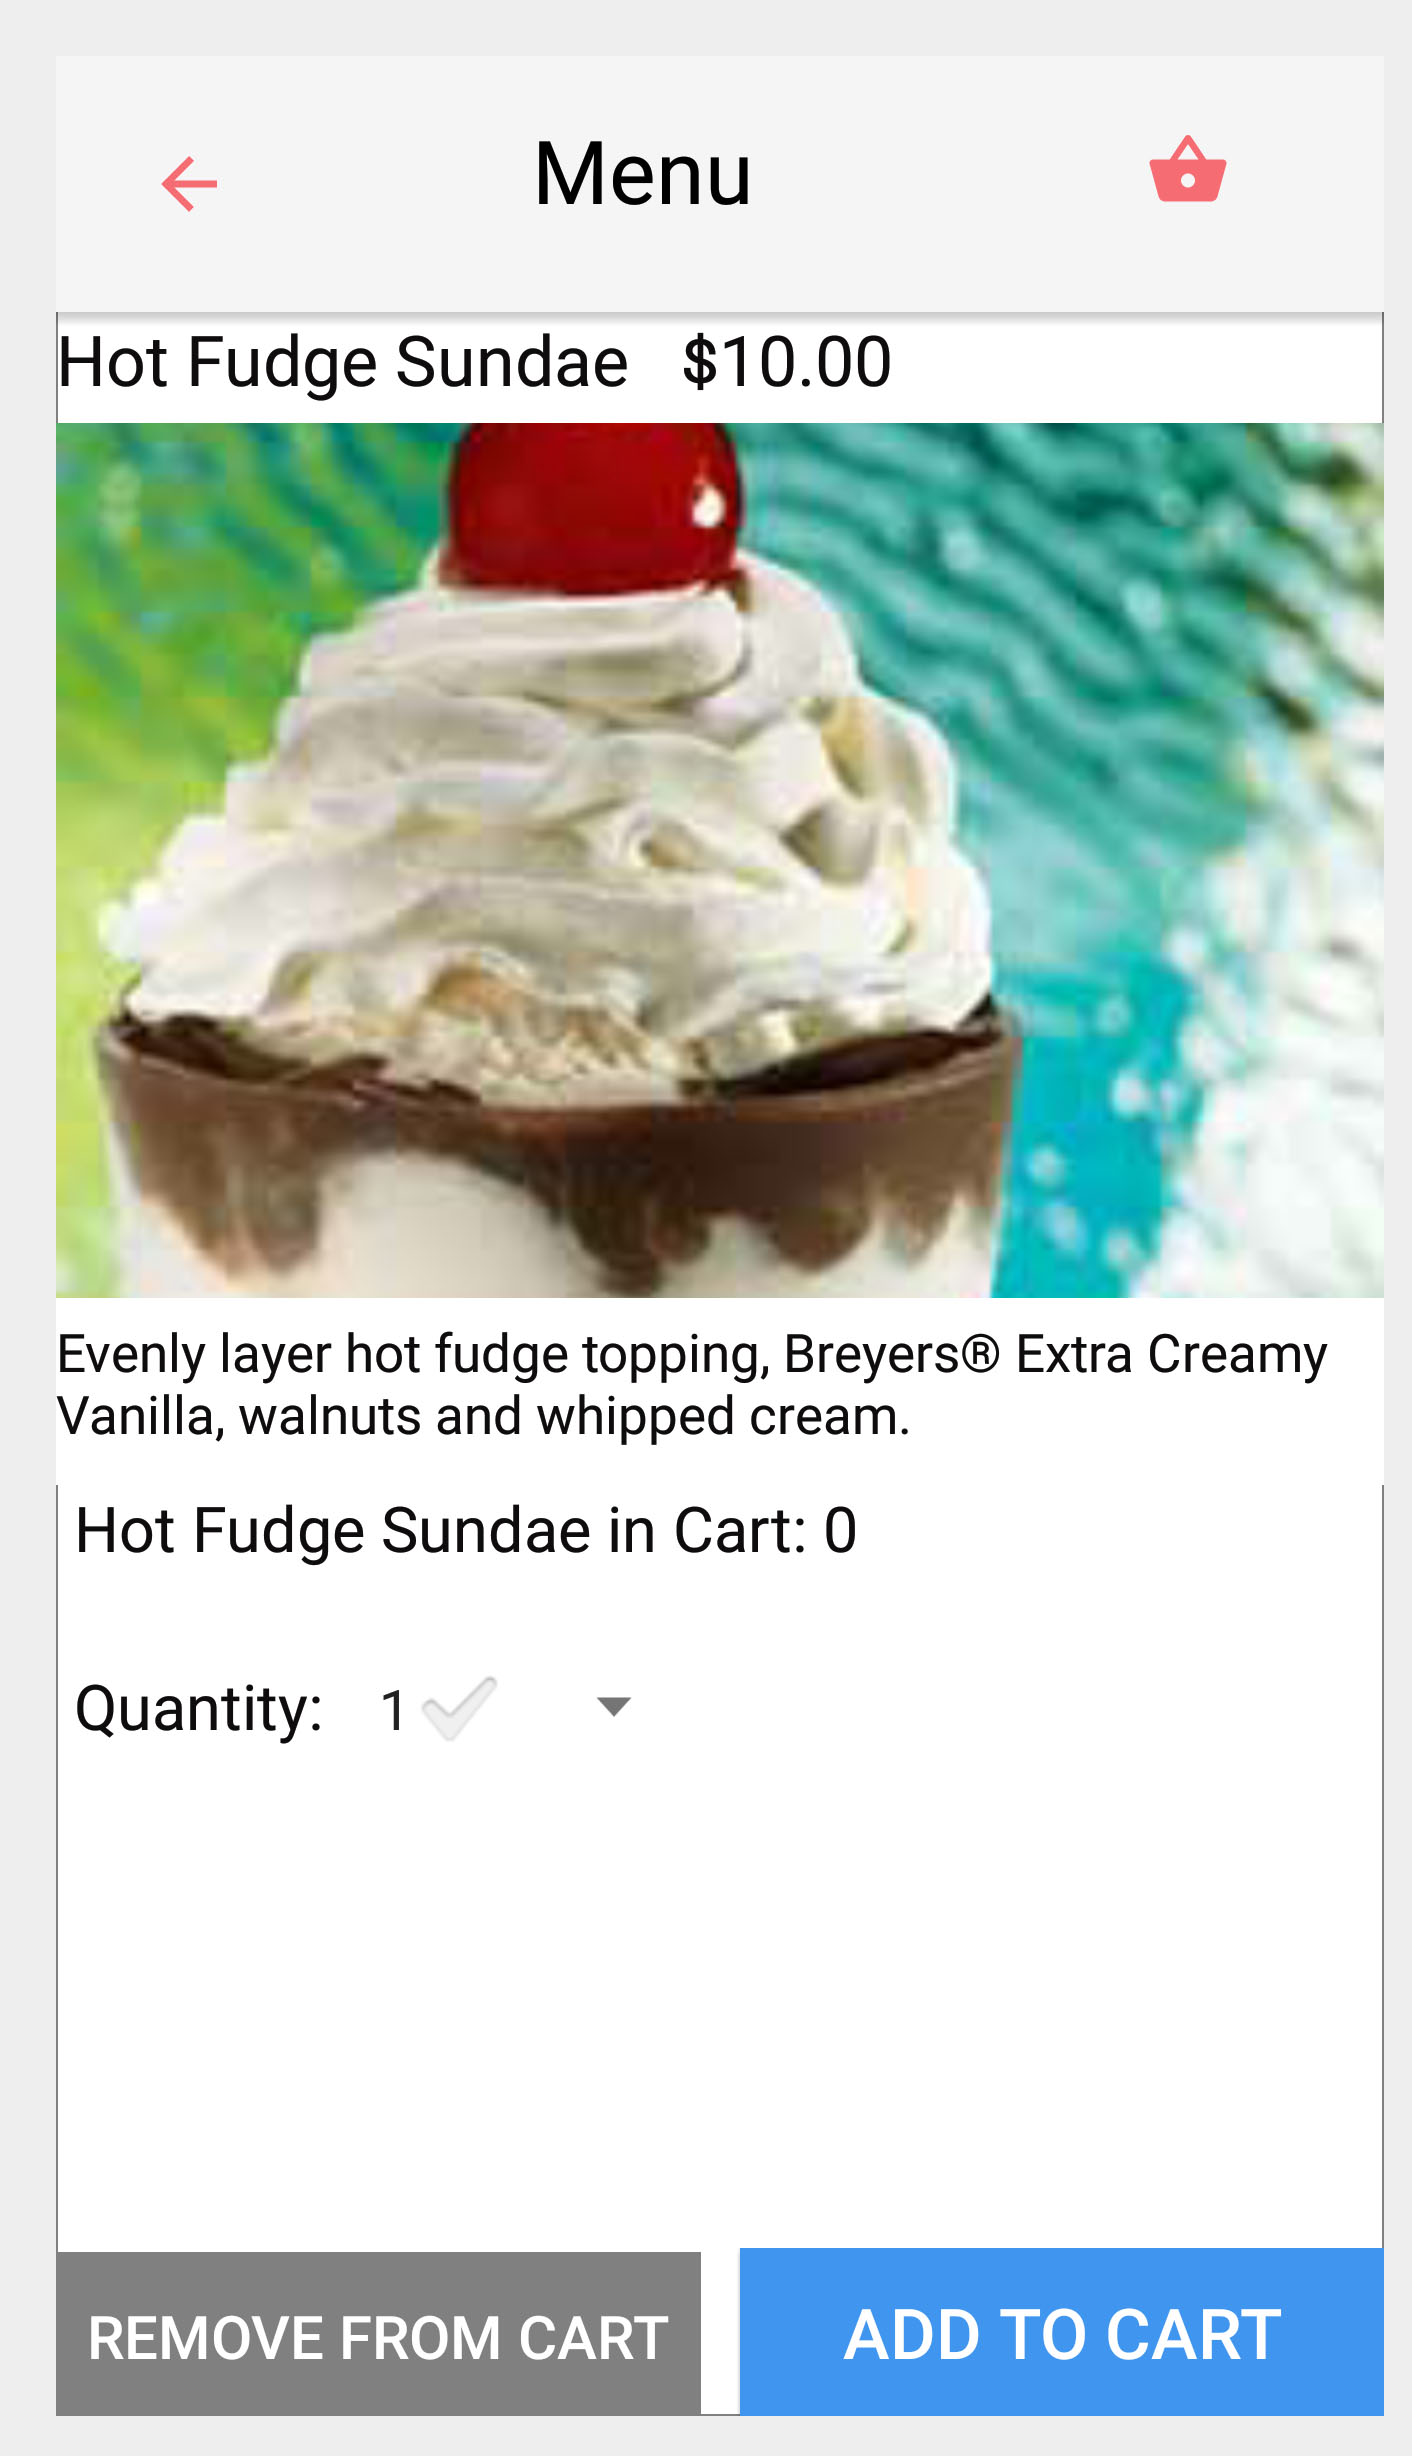 Menu
Hot Fudge Sundae $10.00
Evenly layer hot fudge topping, Breyers® Extra Creamy
Vanilla, walnuts and whipped cream.
Hot Fudge Sundae in Cart: 0
Quantity: 1
REMOVE FROM CART ADD TO CART